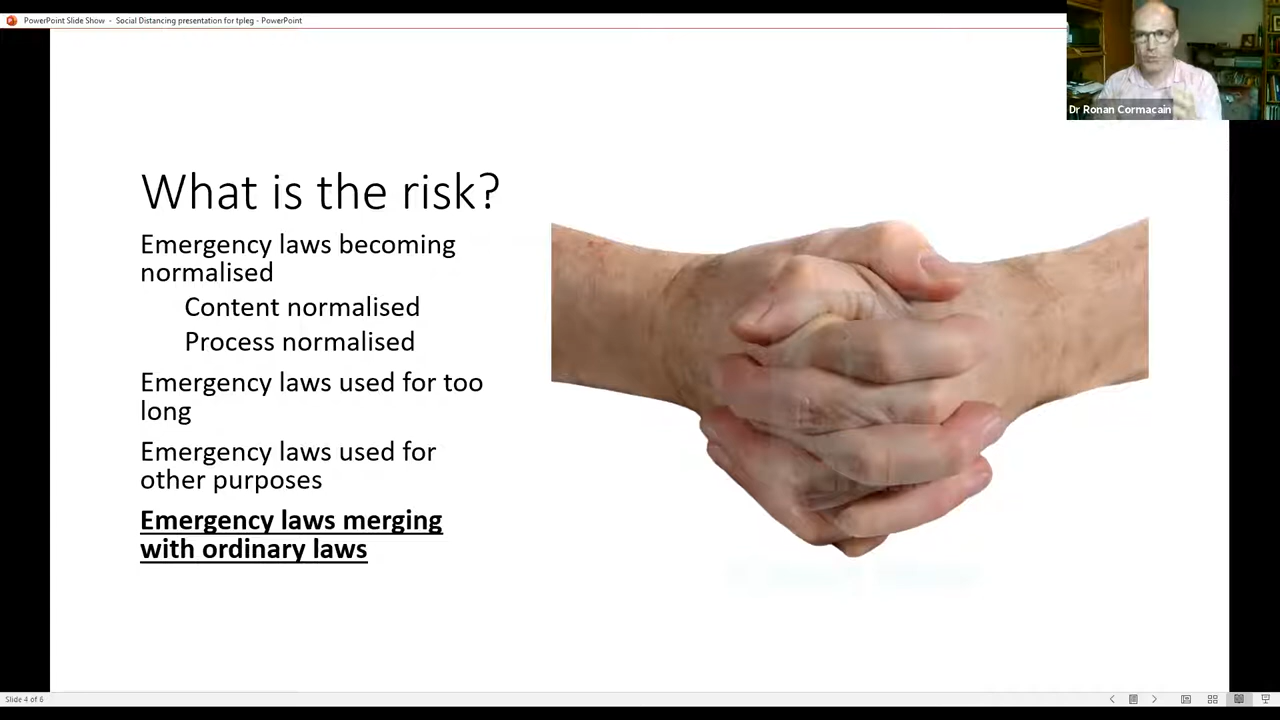 PowerPoint Slide Show - Social Distancing presentation for tpleg - PowerPoint
Dr Ronan Cormacain
What is the risk?
Emergency laws becoming
normalised
Content normalised
Process normalised
Emergency laws used for too
long
Emergency laws used for
other purposes
Emergency laws merging
with ordinary laws
Slide 4 of 6